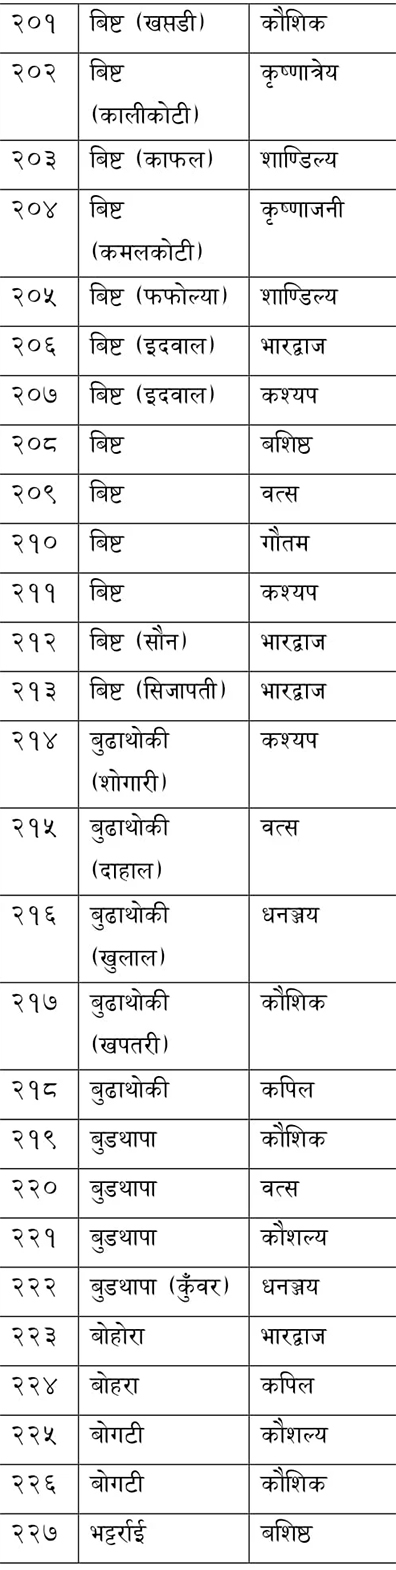 २०१ बिष्ट (खप्तडी) कौशिक
२०२ बिष्ट कृष्णात्रेय
(कालीकोटी)
२०३ बिष्ट (काफल) शाण्डिल्य
२०४ बिष्ट कृष्णाजनी
(कमलकोटी)
२०५ बिष्ट (फफोल्या) शाण्डिल्य
२०६ बिष्ट (इदवाल) भारद्वाज
२०७ बिष्ट (इदवाल) कश्यप
२०८ बिष्ट बशिष्ठ
२०९ बिष्ट वत्स
२१० बिष्ट गौतम
२११ बिष्ट कश्यप
२१२ बिष्ट (सौन) भारद्वाज
२१३ बिष्ट (सिजापती) भारद्वाज
२१४ बुढाथोकी कश्यप
(शोगारी)
२१५ बुढाथोकी वत्स
(दाहाल)
२१६ बुढाथोकी धनञ्जय
(खुलाल)
२१७ बुढाथोकी कौशिक
(खपतरी)
२१८ बुढाथोकी कपिल
२१९ बुडथापा कौशिक
२२० बुडथापा वत्स
२२१ बुडथापा कौशल्य
२२२ बुडथापा (कुँवर) धनञ्जय
२२३ बोहोरा भारद्वाज
२२४ बोहरा कपिल
२२५ बोगटी कौशल्य
२२६ बोगटी कौशिक
२२७ भट्टर्राई बशिष्ठ